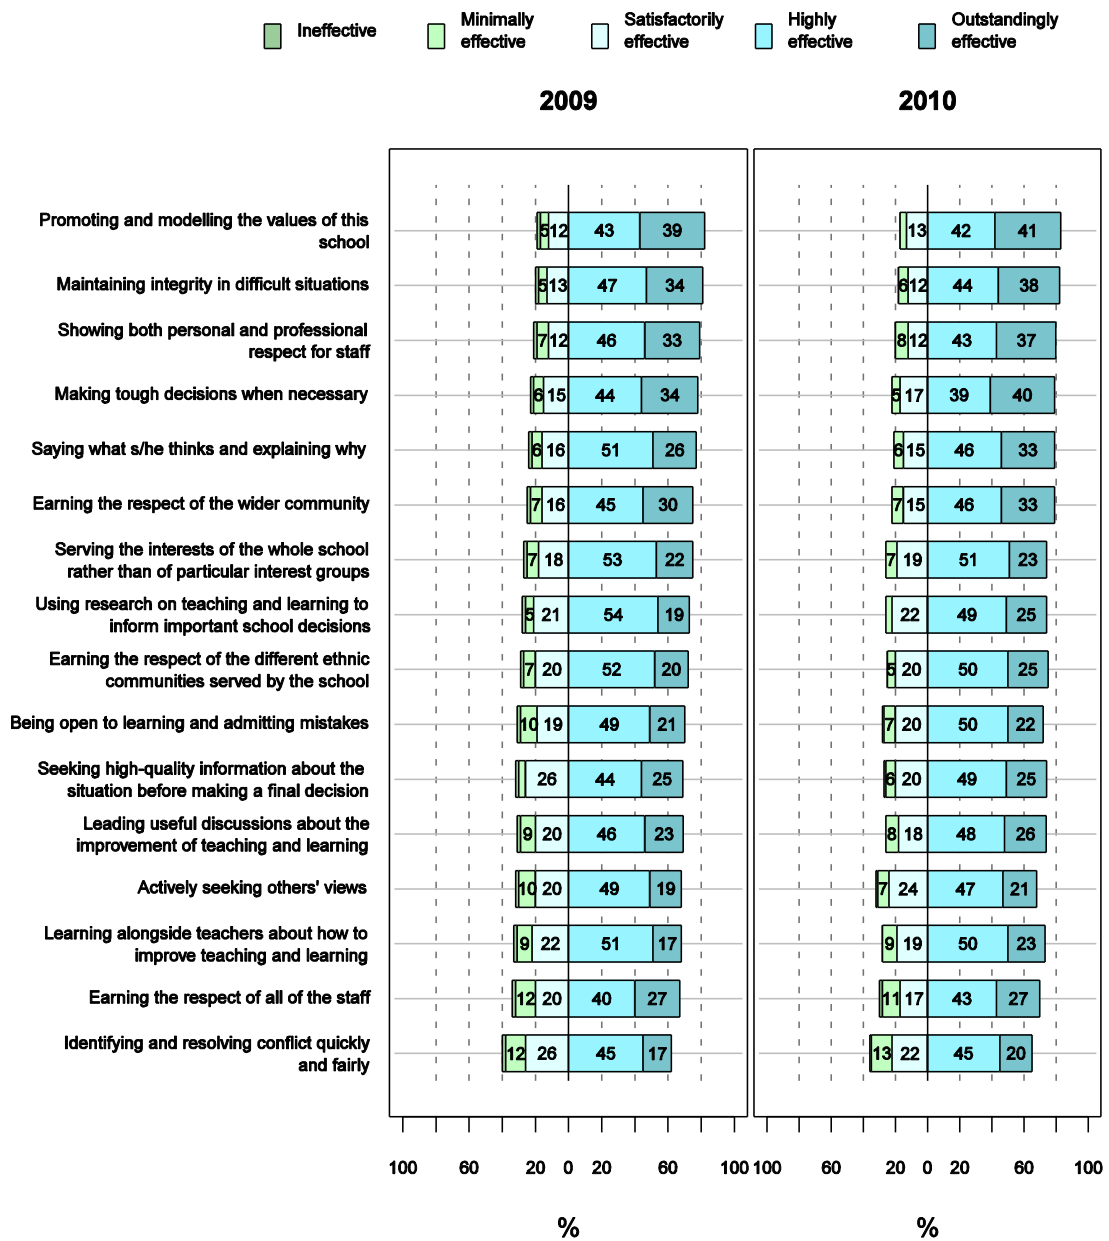 Ineffective
Minimally
effective
Satisfactorily
effective
Highly
effective
Outstandingly
effective
2009
2010
Promoting and modelling the values of this
school
5 12 43 39
13 42 41
Maintaining integrity in difficult situations
5 13 47 34
6 12 44 38
Showing both personal and professional
respect for staff
7 12 46 33
8 12 43 37
Making tough decisions when necessary
6 15 44 34
5 17 39 40
Saying what s/he thinks and explaining why
6 16 51 26
6 15 46 33
Earning the respect of the wider community
7 16 45 30
7 15 46 33
Serving the interests of the whole school
rather than of particular interest groups
7 18 53 22
7 19 51 23
Using research on teaching and learning to
inform important school decisions
5 21 54 19
22 49 25
Earning the respect of the different ethnic
communities served by the school
7 20 52 20
5 20 50 25
Being open to learning and admitting mistakes
10 19 49 21
7 20 50 22
Seeking high-quality information about the
situation before making a final decision
26 44 25
6 20 49 25
Leading useful discussions about the
improvement of teaching and learning
9 20 46 23
8 18 48 26
Actively seeking others' views
10 20 49 19
7 24 47 21
Learning alongside teachers about how to
improve teaching and learning
9 22 51 17
9 19 50 23
Earning the respect of all of the staff
12 20 40 27
11 17 43 27
Identifying and resolving conflict quickly
and fairly
12 26 45 17
13 22 45 20
100 60 20 0 20 60 100
100 60 20 0 20 60 100
%
%